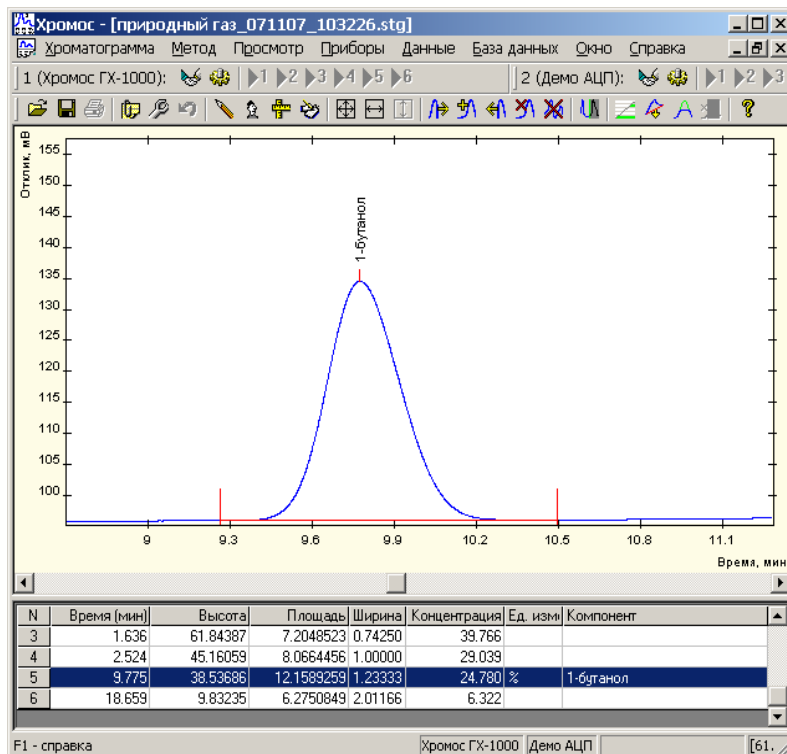 Хромос - [природный газ_071107_103226.stg]
Хроматограмма Метод Просмотр Приборы Данные База данных Окно Справка
1 (Хромос ГХ-1000): 1 2 3 4 5 6 2 (Демо АЦП): 1 2 3
Отклик, мВ
155
150
145
140
135
130
125
120
115
110
105
100
1-бутанол
9 9.3 9.6 9.9 10.2 10.5 10.8 11.1
Время, мин
N Время (мин) Высота Площадь Ширина Концентрация Ед. изм Компонент
3 1.636 61.84387 7.2048523 0.74250 39.766
4 2.524 45.16059 8.0664456 1.00000 29.039
5 9.775 38.53686 12.1589259 1.23333 24.780 % 1-бутанол
6 18.659 9.83235 6.2750849 2.01166 6.322
F1 - справка Хромос ГХ-1000 Демо АЦП [61.